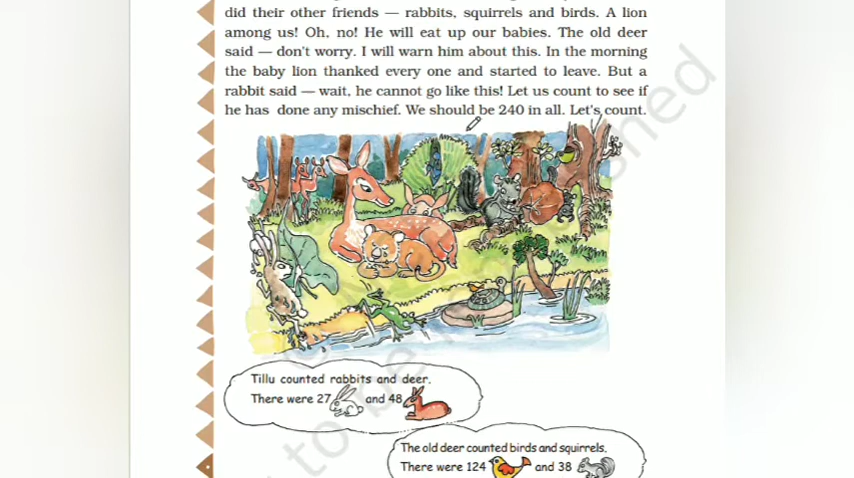 did their other friends — rabbits, squirrels and birds. A lion
among us! Oh, no! He will eat up our babies. The old deer
said — don't worry. I will warn him about this. In the morning
the baby lion thanked every one and started to leave. But a
rabbit said — wait, he cannot go like this! Let us count to see if
he has done any mischief. We should be 240 in all. Let's count.
Tillu counted rabbits and deer.
There were 27 and 48
The old deer counted birds and squirrels.
There were 124 and 38